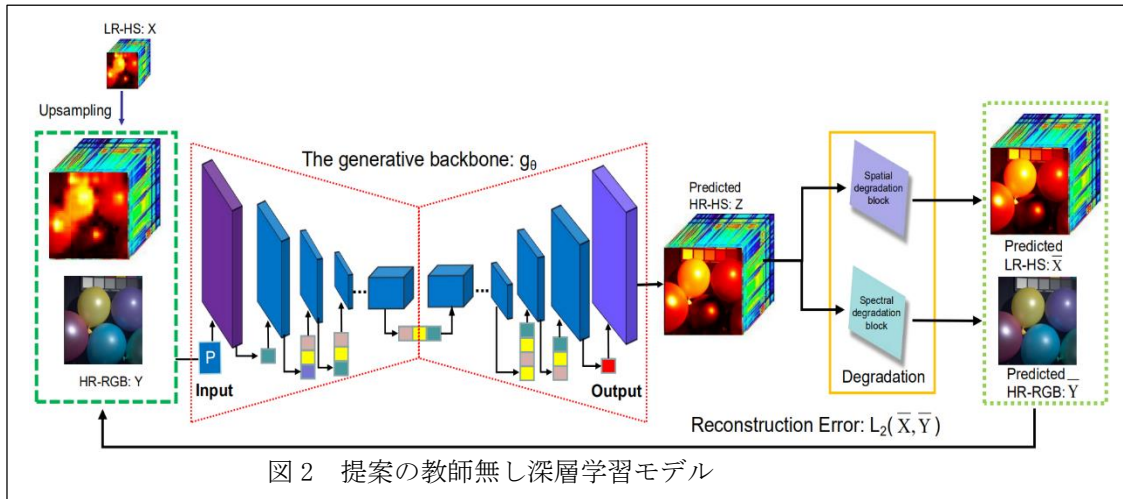 LR-HS: X
Upsampling
HR-RGB: Y
The generative backbone: gθ
P
Input
Output
Predicted
HR-HS: Z
Spatial
degradation
block
Spectral
degradation
block
Degradation
Predicted
LR-HS: X̅
Predicted
HR-RGB: Y̅
Reconstruction Error: L₂( X̅, Y̅)
図 2 提案の教師無し深層学習モデル